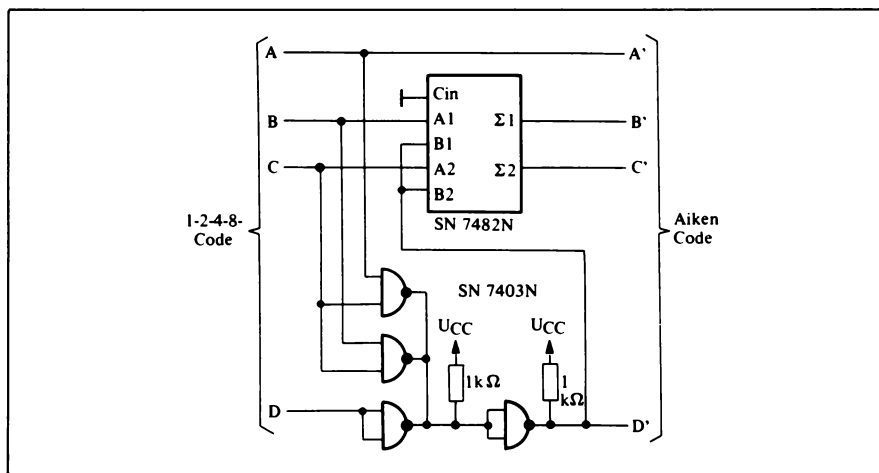 A
A'
Cin
B
A1
Σ1
B'
B1
C
A2
Σ2
C'
B2
SN 7482N
1-2-4-8-
Code
Aiken
Code
SN 7403N
UCC
UCC
1kΩ
1
kΩ
D
D'